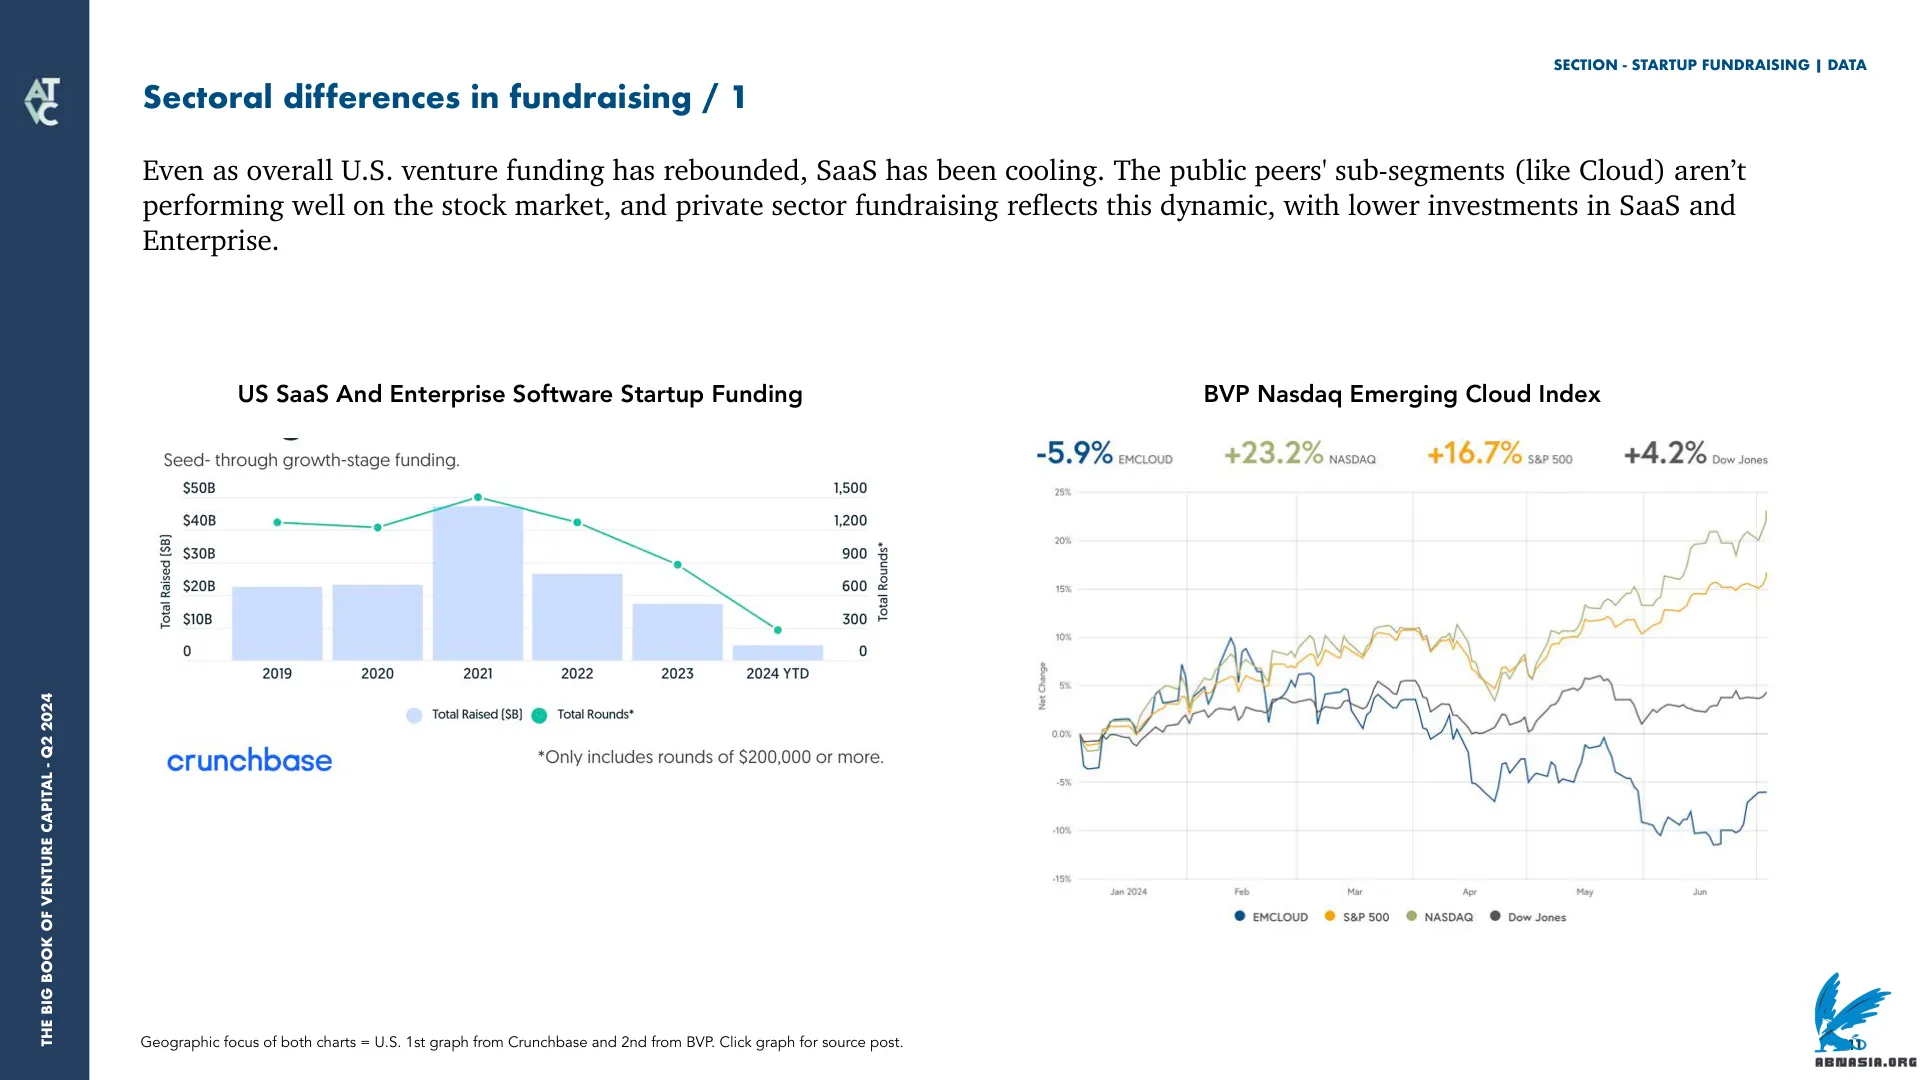 SECTION - STARTUP FUNDRAISING | DATA
ATVC
Sectoral differences in fundraising / 1
Even as overall U.S. venture funding has rebounded, SaaS has been cooling. The public peers' sub-segments (like Cloud) aren’t
performing well on the stock market, and private sector fundraising reflects this dynamic, with lower investments in SaaS and
Enterprise.
US SaaS And Enterprise Software Startup Funding
Seed- through growth-stage funding.
$50B
$40B
$30B
$20B
$10B
0
Total Raised [$B]
1,500
1,200
900
600
300
0
Total Rounds*
2019 2020 2021 2022 2023 2024 YTD
Total Raised [$B] Total Rounds*
crunchbase
*Only includes rounds of $200,000 or more.
BVP Nasdaq Emerging Cloud Index
-5.9% EMCLOUD +23.2% NASDAQ +16.7% S&P 500 +4.2% Dow Jones
25%
20%
15%
10%
5%
0.0%
-5%
-10%
-15%
Net Change
Jan 2024 Feb Mar Apr May Jun
EMCLOUD S&P 500 NASDAQ Dow Jones
THE BIG BOOK OF VENTURE CAPITAL - Q2 2024
Geographic focus of both charts = U.S. 1st graph from Crunchbase and 2nd from BVP. Click graph for source post.
11
ABNASIA.ORG